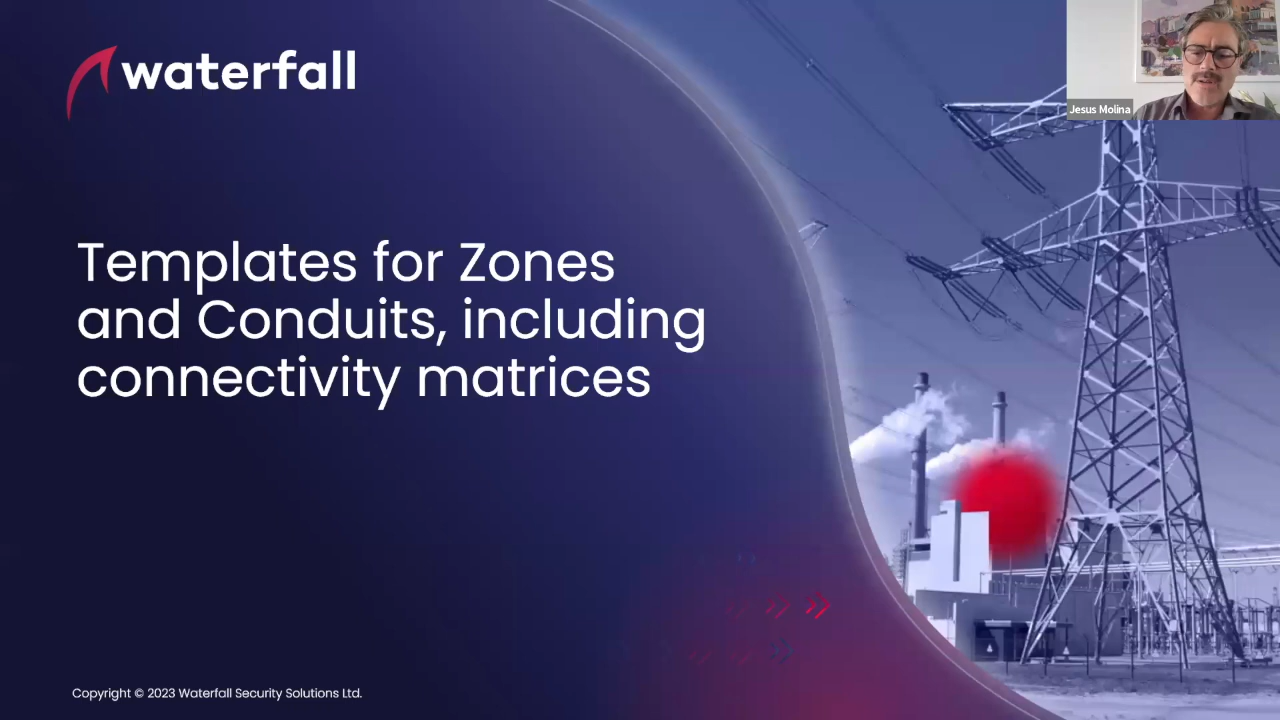 waterfall
Jesus Molina
Templates for Zones
and Conduits, including
connectivity matrices
Copyright © 2023 Waterfall Security Solutions Ltd.